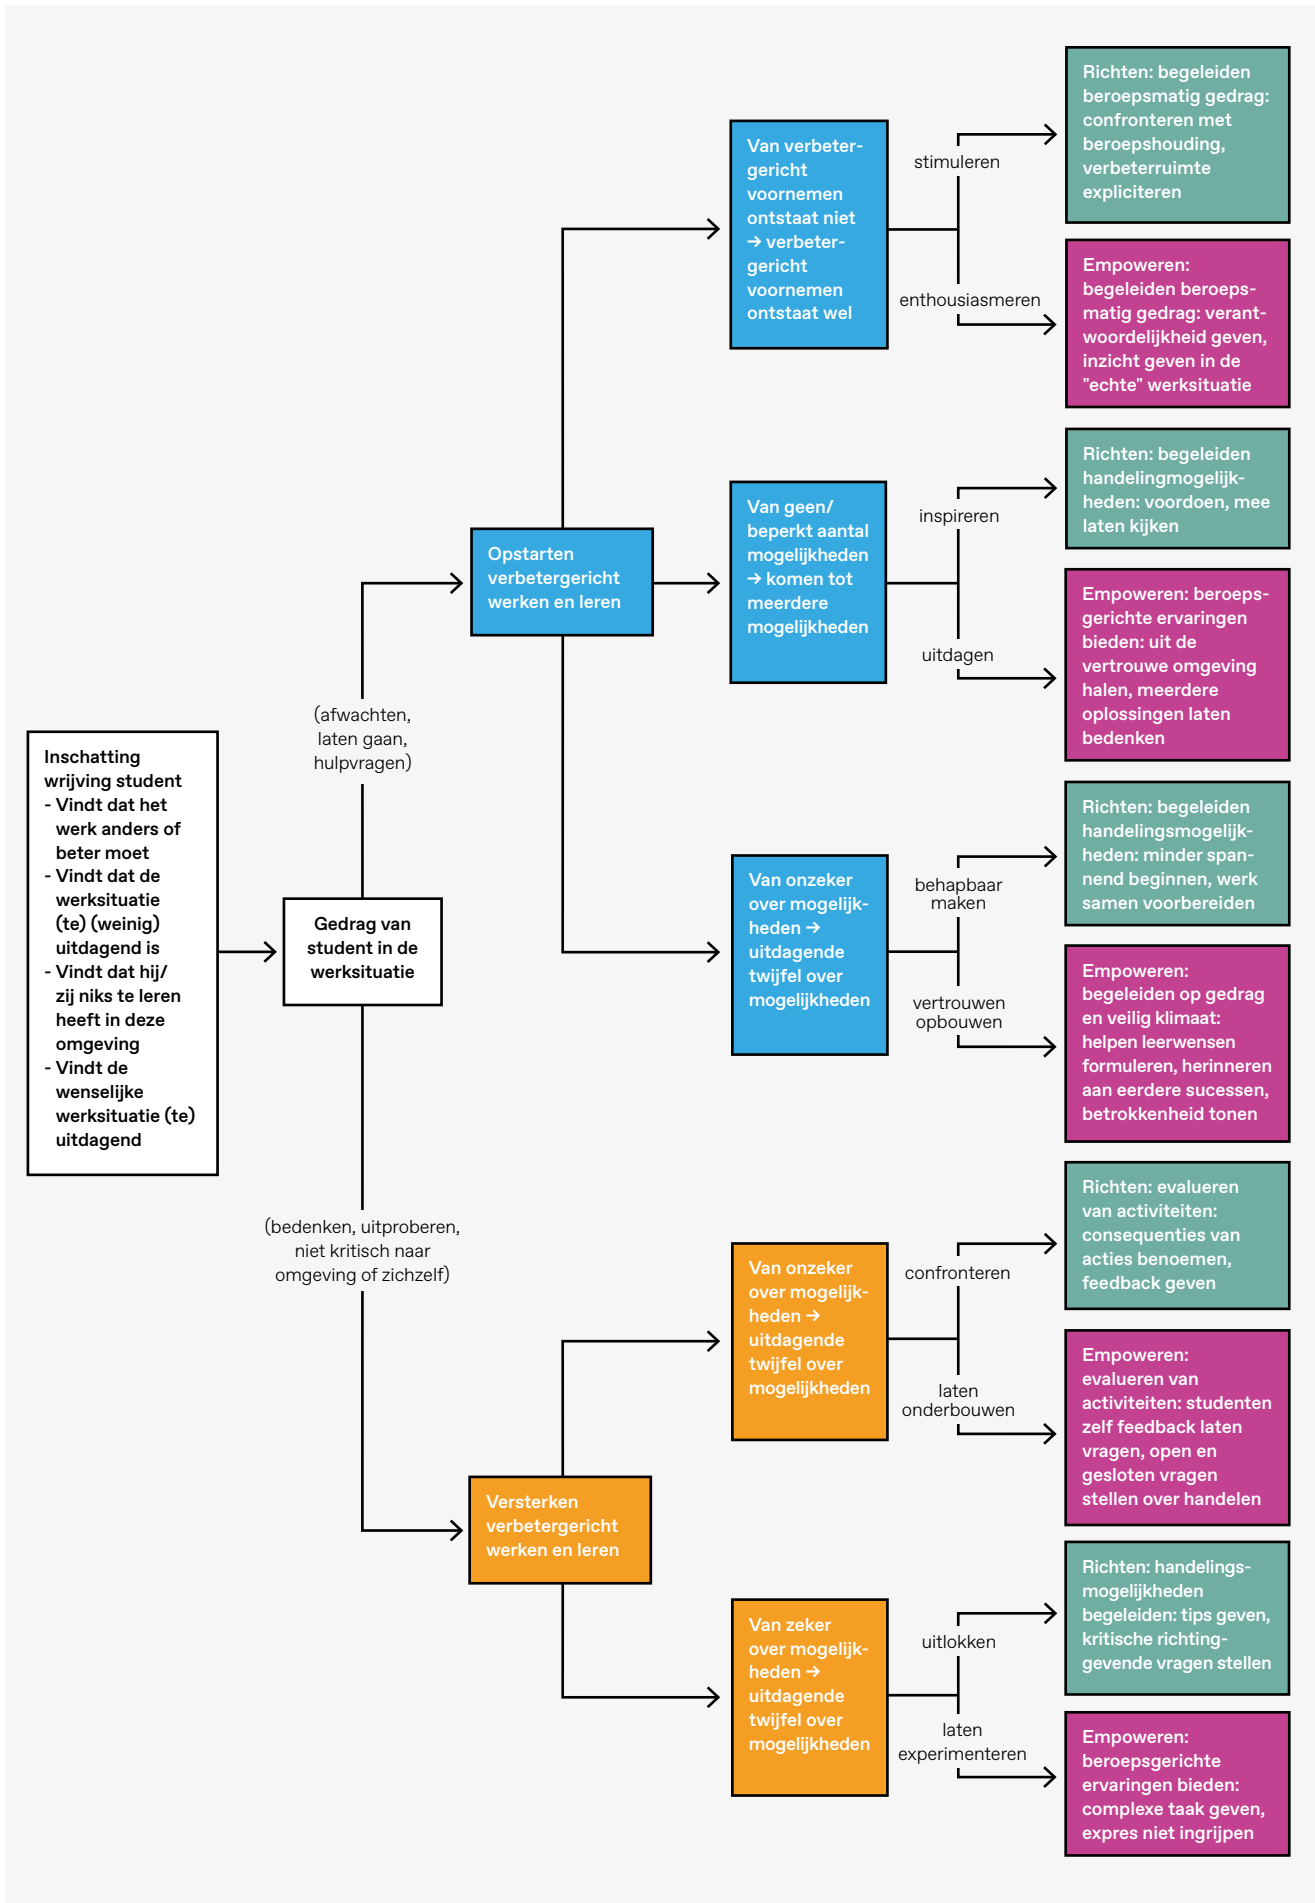 Inschatting
wrijving student
- Vindt dat het
werk anders of
beter moet
- Vindt dat de
werksituatie
(te) (weinig)
uitdagend is
- Vindt dat hij/
zij niks te leren
heeft in deze
omgeving
- Vindt de
wenselijke
werksituatie (te)
uitdagend
Gedrag van
student in de
werksituatie
(afwachten,
laten gaan,
hulpvragen)
(bedenken, uitproberen,
niet kritisch naar
omgeving of zichzelf)
Opstarten
verbetergericht
werken en leren
Van verbeter-
gericht
voornemen
ontstaat niet
→ verbeter-
gericht
voornemen
ontstaat wel
stimuleren
Richten: begeleiden
beroepsmatig gedrag:
confronteren met
beroepshouding,
verbeterruimte
expliciteren
enthousiasmeren
Empoweren:
begeleiden beroeps-
matig gedrag: verant-
woordelijkheid geven,
inzicht geven in de
"echte" werksituatie
Van geen/
beperkt aantal
mogelijkheden
→ komen tot
meerdere
mogelijkheden
inspireren
Richten: begeleiden
handelingmogelijk-
heden: voordoen, mee
laten kijken
uitdagen
Empoweren: beroeps-
gerichte ervaringen
bieden: uit de
vertrouwe omgeving
halen, meerdere
oplossingen laten
bedenken
Van onzeker
over mogelijk-
heden →
uitdagende
twijfel over
mogelijkheden
behapbaar
maken
Richten: begeleiden
handelingsmogelijk-
heden: minder span-
nend beginnen, werk
samen voorbereiden
vertrouwen
opbouwen
Empoweren:
begeleiden op gedrag
en veilig klimaat:
helpen leerwensen
formuleren, herinneren
aan eerdere sucessen,
betrokkenheid tonen
Versterken
verbetergericht
werken en leren
Van onzeker
over mogelijk-
heden →
uitdagende
twijfel over
mogelijkheden
confronteren
Richten: evalueren
van activiteiten:
consequenties van
acties benoemen,
feedback geven
laten
onderbouwen
Empoweren:
evalueren van
activiteiten: studenten
zelf feedback laten
vragen, open en
gesloten vragen
stellen over handelen
Van zeker
over mogelijk-
heden →
uitdagende
twijfel over
mogelijkheden
uitlokken
Richten: handelings-
mogelijkheden
begeleiden: tips geven,
kritische richting-
gevende vragen stellen
laten
experimenteren
Empoweren:
beroepsgerichte
ervaringen bieden:
complexe taak geven,
expres niet ingrijpen